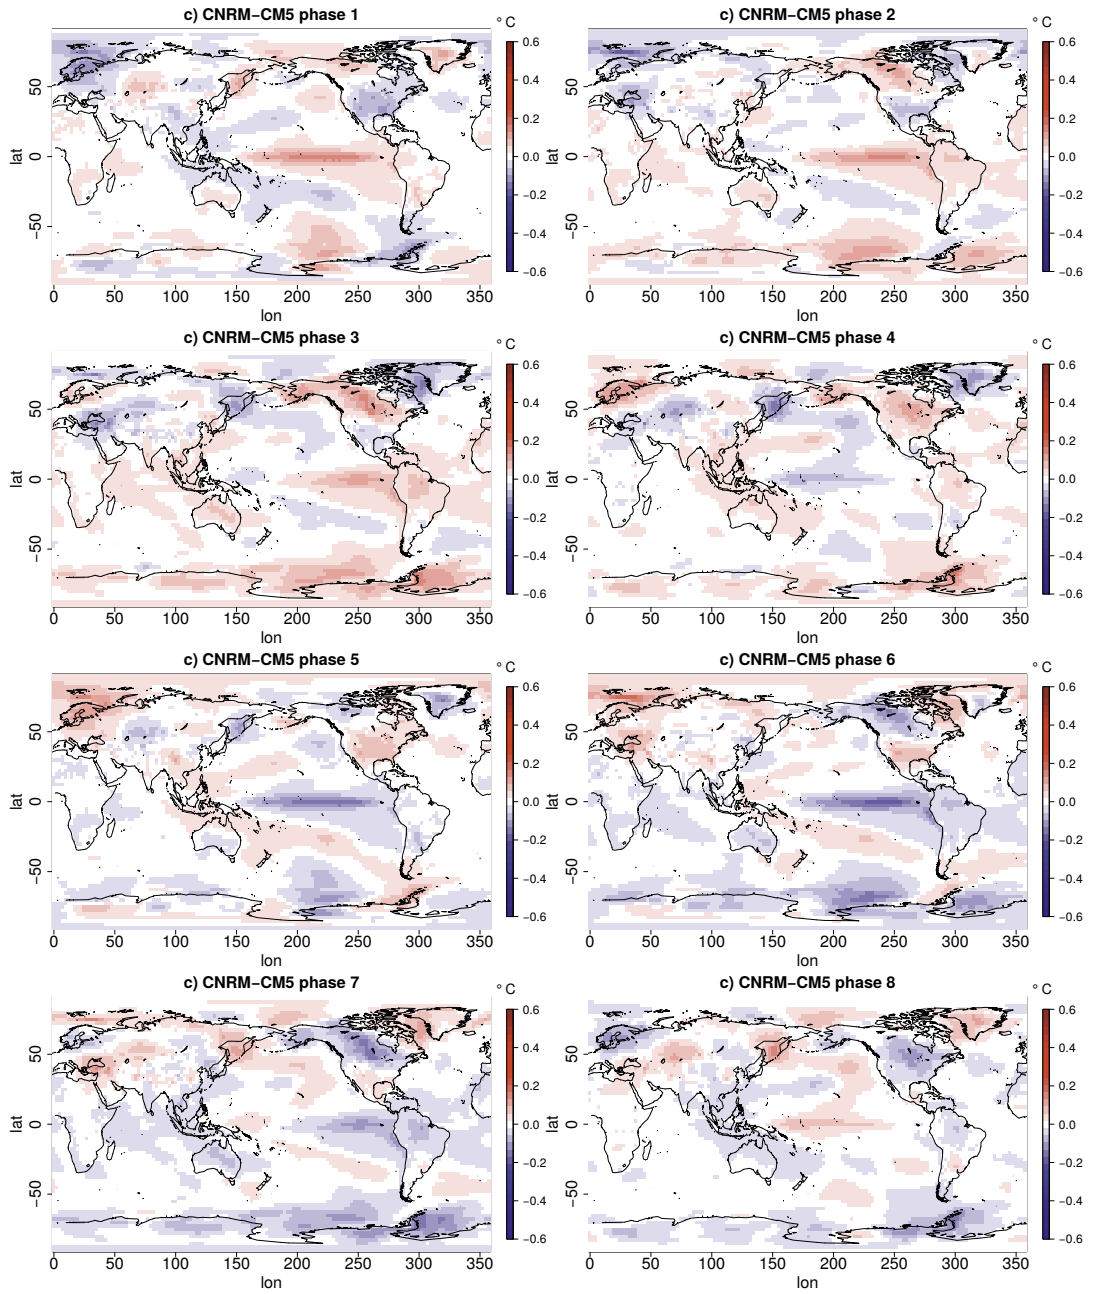 c) CNRM−CM5 phase 1
° C
lat
50
0
−50
0.6
0.4
0.2
0.0
−0.2
−0.4
−0.6
0 50 100 150 200 250 300 350
lon
c) CNRM−CM5 phase 2
° C
lat
50
0
−50
0.6
0.4
0.2
0.0
−0.2
−0.4
−0.6
0 50 100 150 200 250 300 350
lon
c) CNRM−CM5 phase 3
° C
lat
50
0
−50
0.6
0.4
0.2
0.0
−0.2
−0.4
−0.6
0 50 100 150 200 250 300 350
lon
c) CNRM−CM5 phase 4
° C
lat
50
0
−50
0.6
0.4
0.2
0.0
−0.2
−0.4
−0.6
0 50 100 150 200 250 300 350
lon
c) CNRM−CM5 phase 5
° C
lat
50
0
−50
0.6
0.4
0.2
0.0
−0.2
−0.4
−0.6
0 50 100 150 200 250 300 350
lon
c) CNRM−CM5 phase 6
° C
lat
50
0
−50
0.6
0.4
0.2
0.0
−0.2
−0.4
−0.6
0 50 100 150 200 250 300 350
lon
c) CNRM−CM5 phase 7
° C
lat
50
0
−50
0.6
0.4
0.2
0.0
−0.2
−0.4
−0.6
0 50 100 150 200 250 300 350
lon
c) CNRM−CM5 phase 8
° C
lat
50
0
−50
0.6
0.4
0.2
0.0
−0.2
−0.4
−0.6
0 50 100 150 200 250 300 350
lon